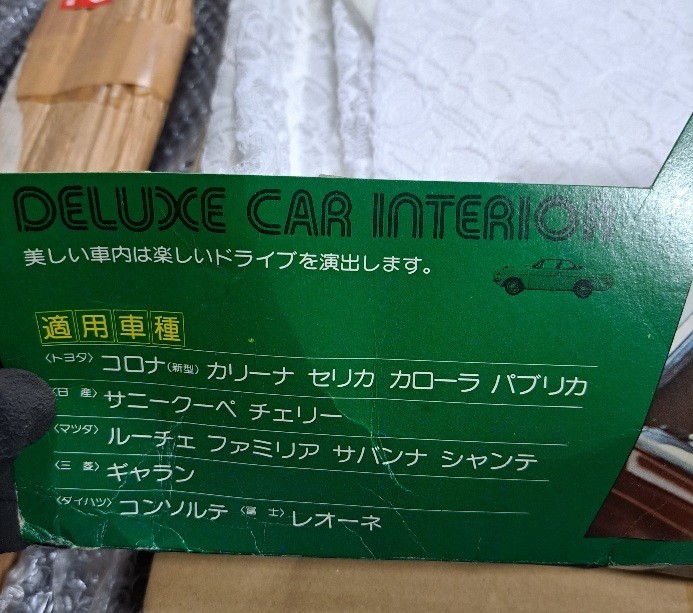 DELUXE CAR INTERIOR
美しい車内は楽しいドライブを演出します。
適用車種
〈トヨタ〉コロナ(新型) カリーナ セリカ カローラ パブリカ
〈日産〉サニークーペ チェリー
〈マツダ〉ルーチェ ファミリア サバンナ シャンテ
〈三菱〉ギャラン
〈ダイハツ〉コンソルテ〈富士〉レオーネ